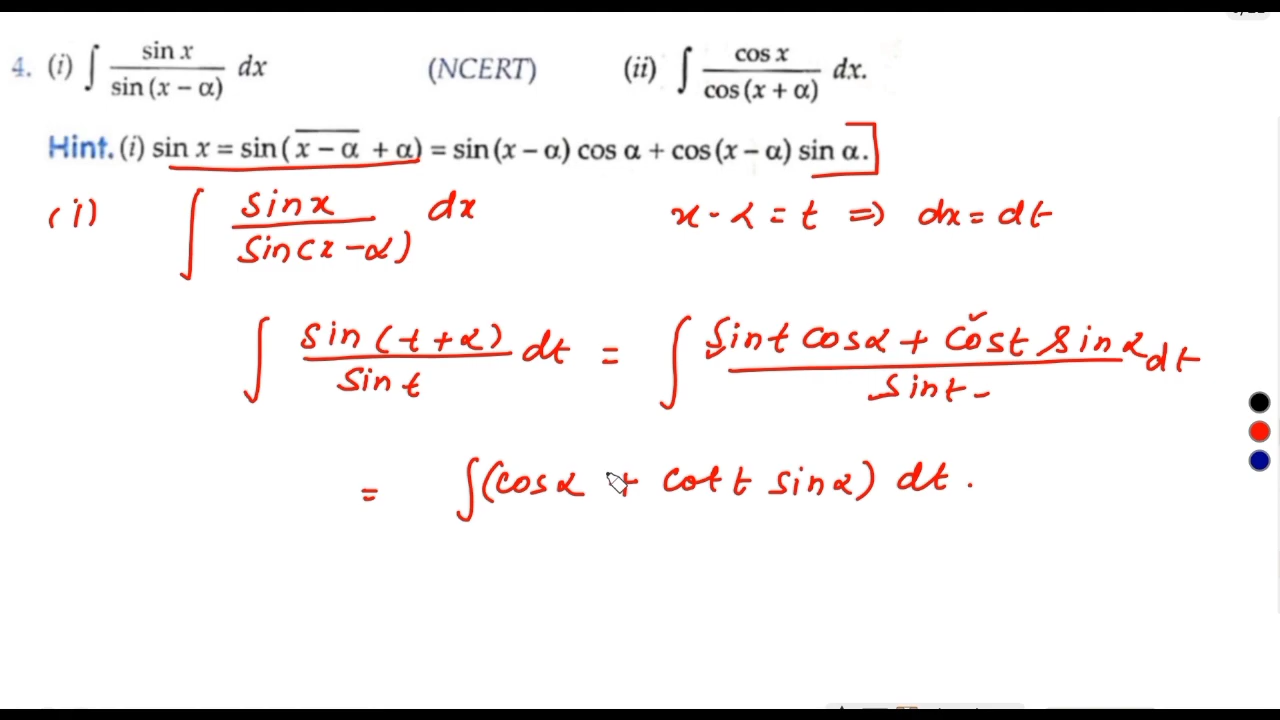 4. (i) ∫ sin x / sin (x − α) dx (NCERT) (ii) ∫ cos x / cos (x + α) dx.
Hint. (i) sin x = sin ( x − α + α) = sin (x − α) cos α + cos (x − α) sin α.
(i) ∫ sin x / sin(x − α) dx x - α = t ⇒ dx = dt
∫ sin (t + α) / sin t dt = ∫ sin t cos α + cos t sin α / sin t dt
= ∫ (cos α + cot t sin α) dt .